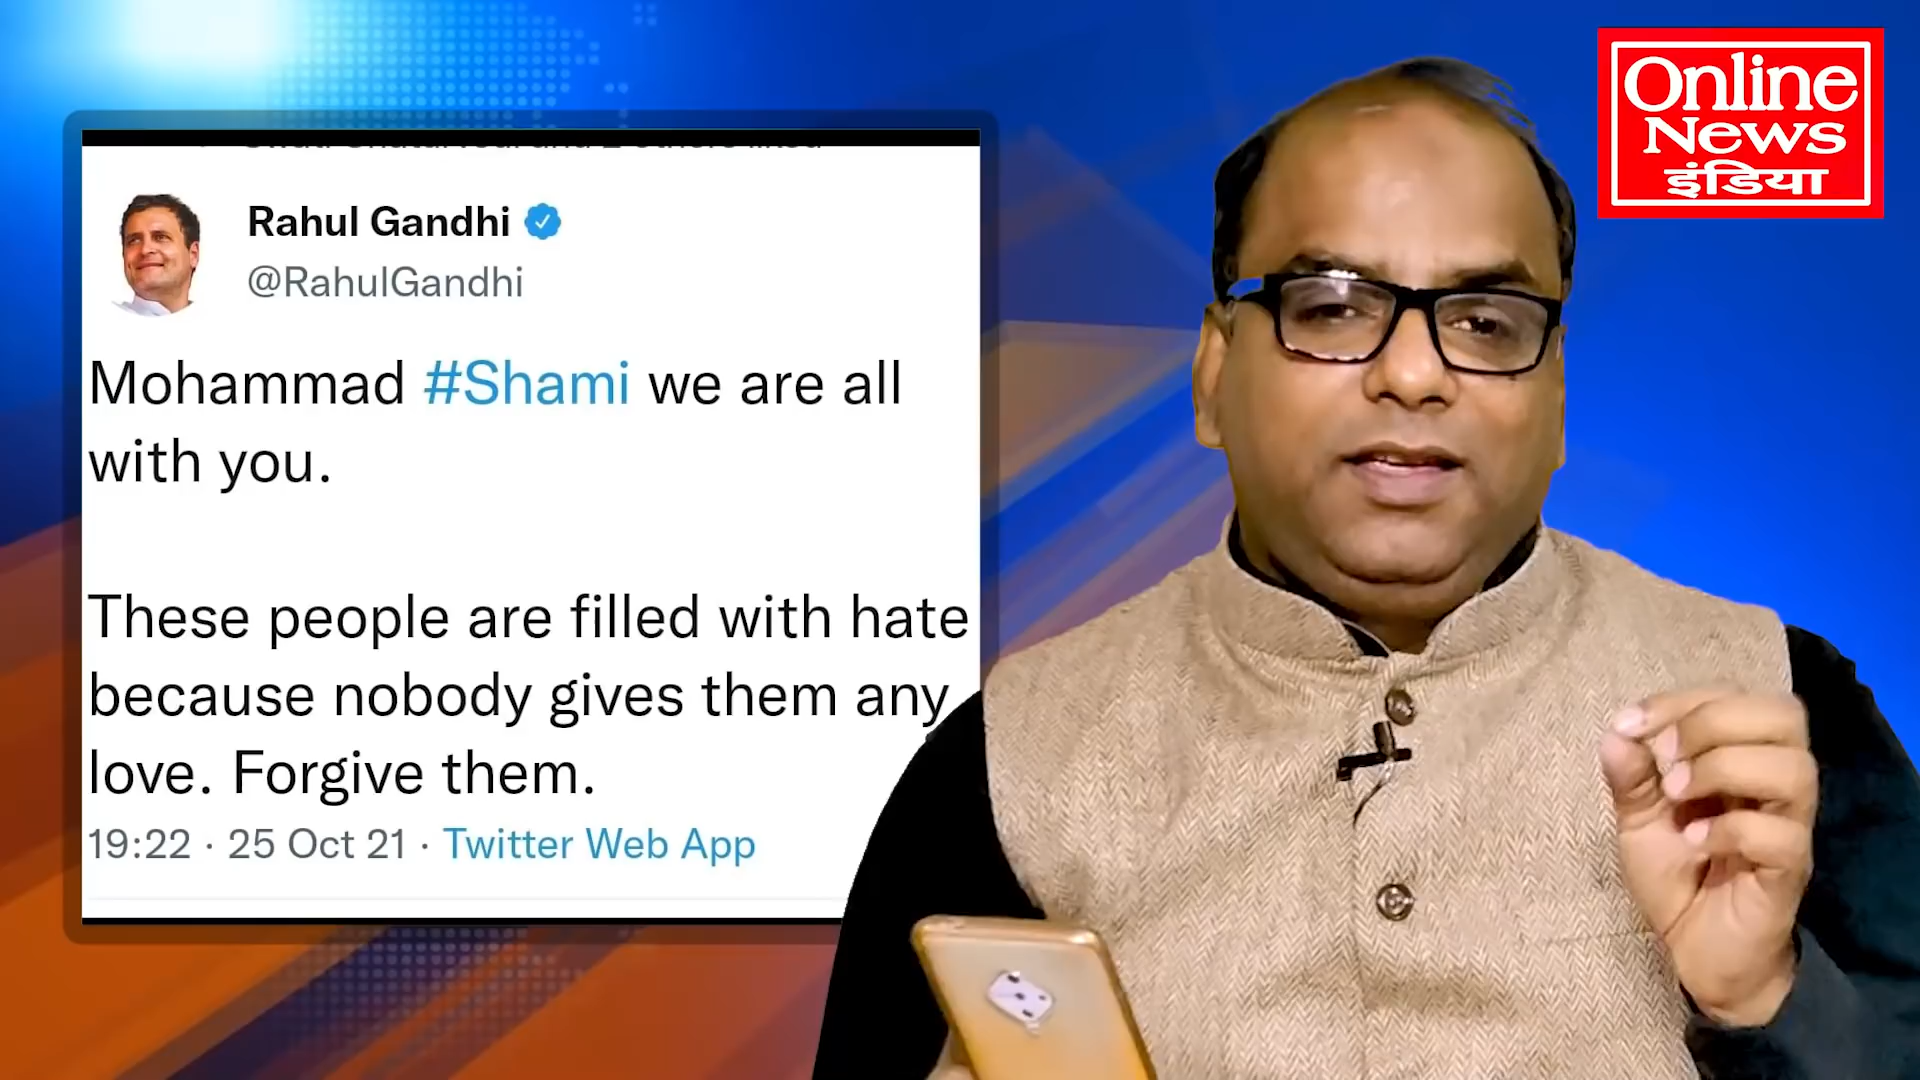 Rahul Gandhi
@RahulGandhi
Mohammad #Shami we are all
with you.
These people are filled with hate
because nobody gives them any
love. Forgive them.
19:22 · 25 Oct 21 · Twitter Web App
Online
News
इंडिया